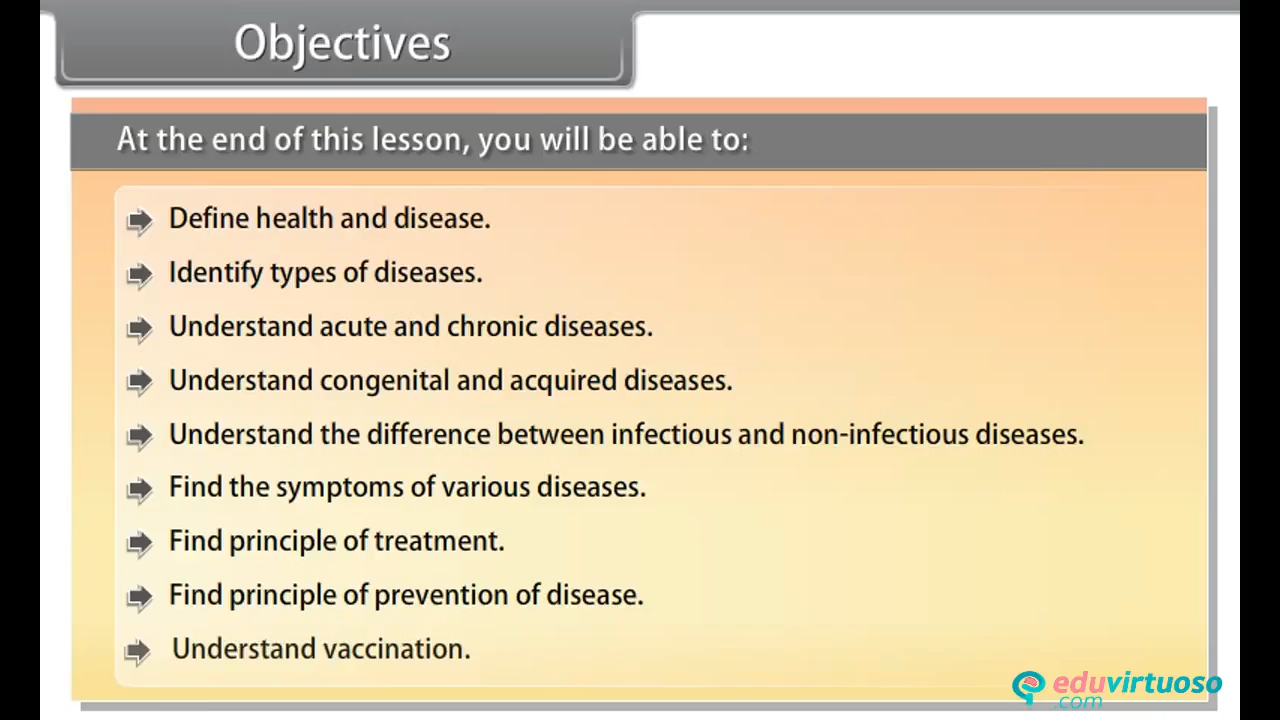 Objectives
At the end of this lesson, you will be able to:
Define health and disease.
Identify types of diseases.
Understand acute and chronic diseases.
Understand congenital and acquired diseases.
Understand the difference between infectious and non-infectious diseases.
Find the symptoms of various diseases.
Find principle of treatment.
Find principle of prevention of disease.
Understand vaccination.
eduvirtuoso
.com